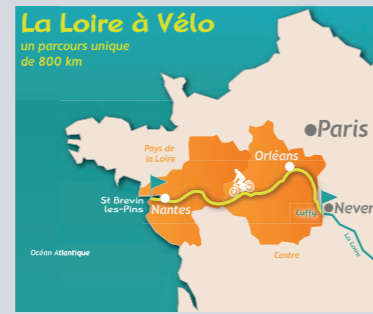 La Loire à Vélo
un parcours unique
de 800 km
Paris
Pays de
la Loire
Orléans
St Brevin
les-Pins
Nantes
Cuffy
Never
La Loire
Océan Atlantique
Centre